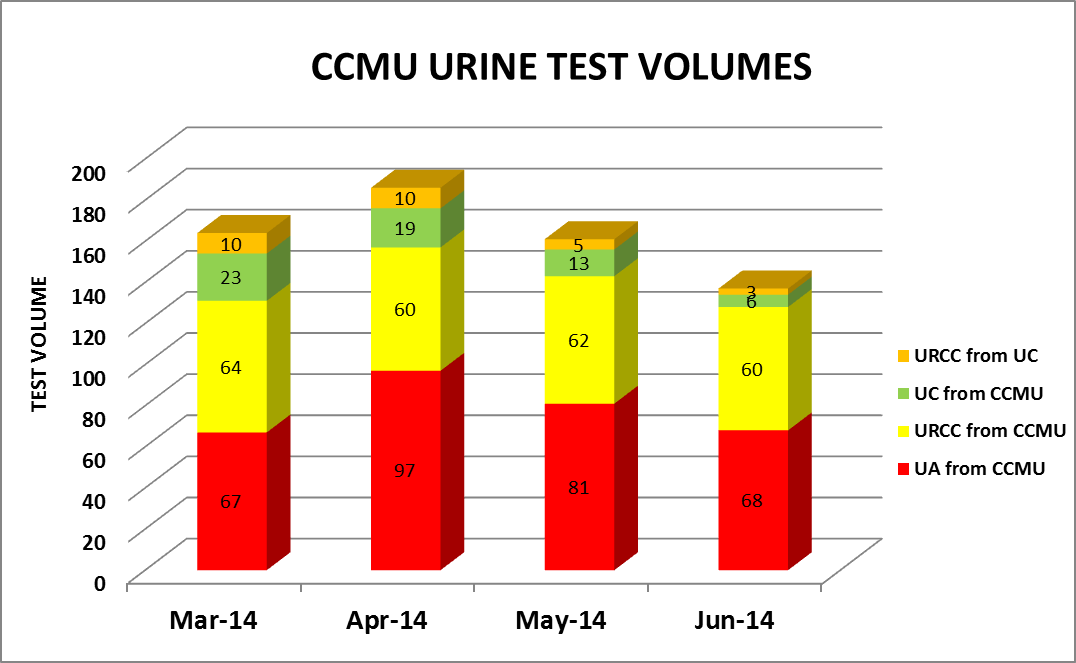 CCMU URINE TEST VOLUMES
TEST VOLUME
200
180
160
140
120
100
80
60
40
20
0
10
23
64
67
10
19
60
97
5
13
62
81
3
6
60
68
Mar-14
Apr-14
May-14
Jun-14
URCC from UC
UC from CCMU
URCC from CCMU
UA from CCMU